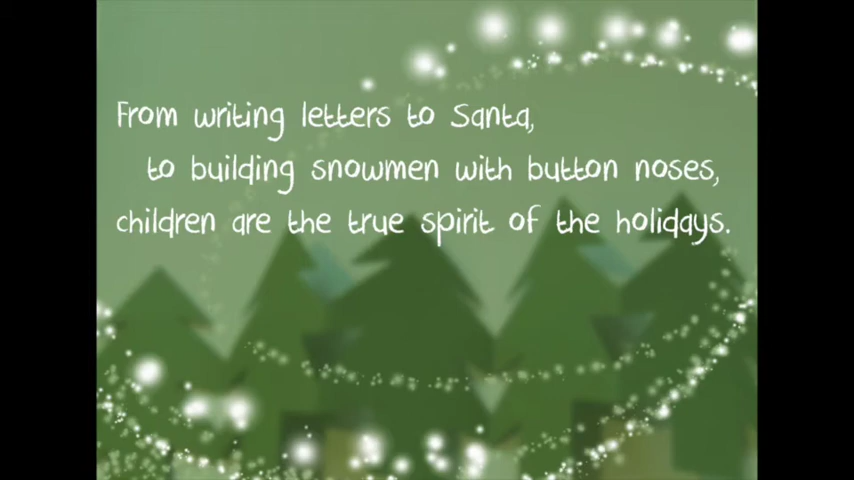 From writing letters to Santa,
to building snowmen with button noses,
children are the true spirit of the holidays.